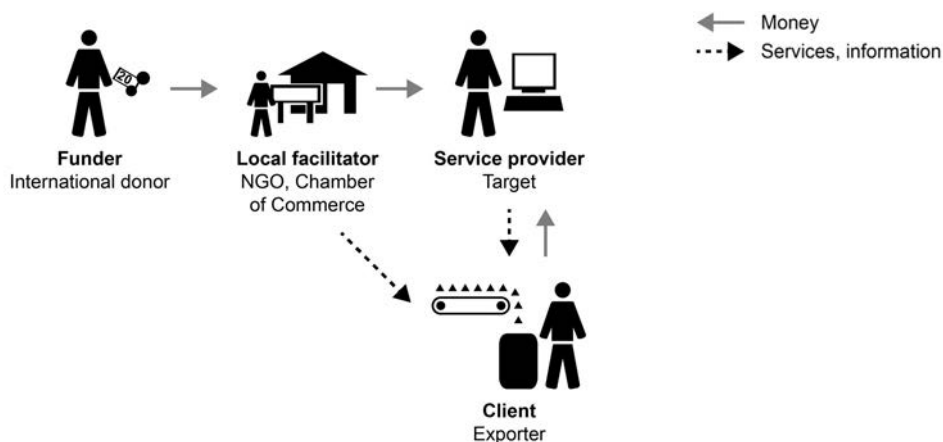 Money
Services, information
20
Funder
International donor
Local facilitator
NGO, Chamber
of Commerce
Service provider
Target
Client
Exporter